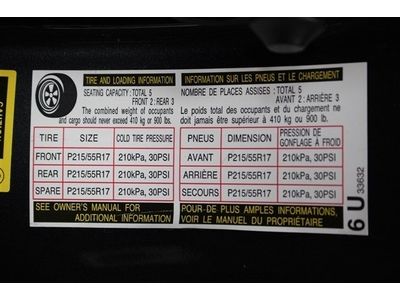 TIRE AND LOADING INFORMATION
SEATING CAPACITY: TOTAL 5
FRONT 2: REAR 3
The combined weight of occupants
and cargo should never exceed 410 kg or 900 lbs.
TIRE SIZE COLD TIRE PRESSURE
FRONT P215/55R17 210kPa, 30PSI
REAR P215/55R17 210kPa, 30PSI
SPARE P215/55R17 210kPa, 30PSI
SEE OWNER'S MANUAL FOR
ADDITIONAL INFORMATION
INFORMATION SUR LES PNEUS ET LE CHARGEMENT
NOMBRE DE PLACES ASSISES: TOTAL 5
AVANT 2: ARRIÈRE 3
Le poids total des occupants et du chargement ne
doit jamais être supérieur à 410 kg ou 900 lb.
PNEUS DIMENSION PRESSION DE
GONFLAGE À FROID
AVANT P215/55R17 210kPa, 30PSI
ARRIÈRE P215/55R17 210kPa, 30PSI
SECOURS P215/55R17 210kPa, 30PSI
POUR-DE PLUS AMPLES INFORMATIONS,
VOIR LE MANUEL DU PROPRIÉTAIRE
6 U 33632